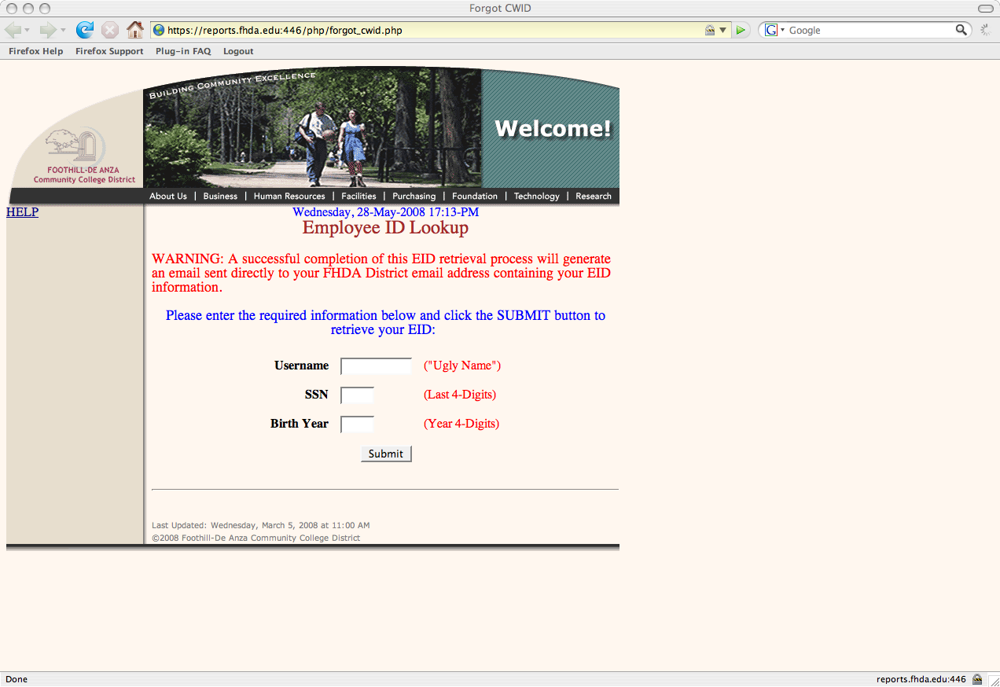 Forgot CWID
https://reports.fhda.edu:446/php/forgot_cwid.php
G Google
Firefox Help Firefox Support Plug-in FAQ Logout
BUILDING COMMUNITY EXCELLENCE
Welcome!
FOOTHILL-DE ANZA
Community College District
About Us | Business | Human Resources | Facilities | Purchasing | Foundation | Technology | Research
HELP
Wednesday, 28-May-2008 17:13-PM
Employee ID Lookup
WARNING: A successful completion of this EID retrieval process will generate
an email sent directly to your FHDA District email address containing your EID
information.
Please enter the required information below and click the SUBMIT button to
retrieve your EID:
Username ("Ugly Name")
SSN (Last 4-Digits)
Birth Year (Year 4-Digits)
Submit
Last Updated: Wednesday, March 5, 2008 at 11:00 AM
©2008 Foothill-De Anza Community College District
Done reports.fhda.edu:446